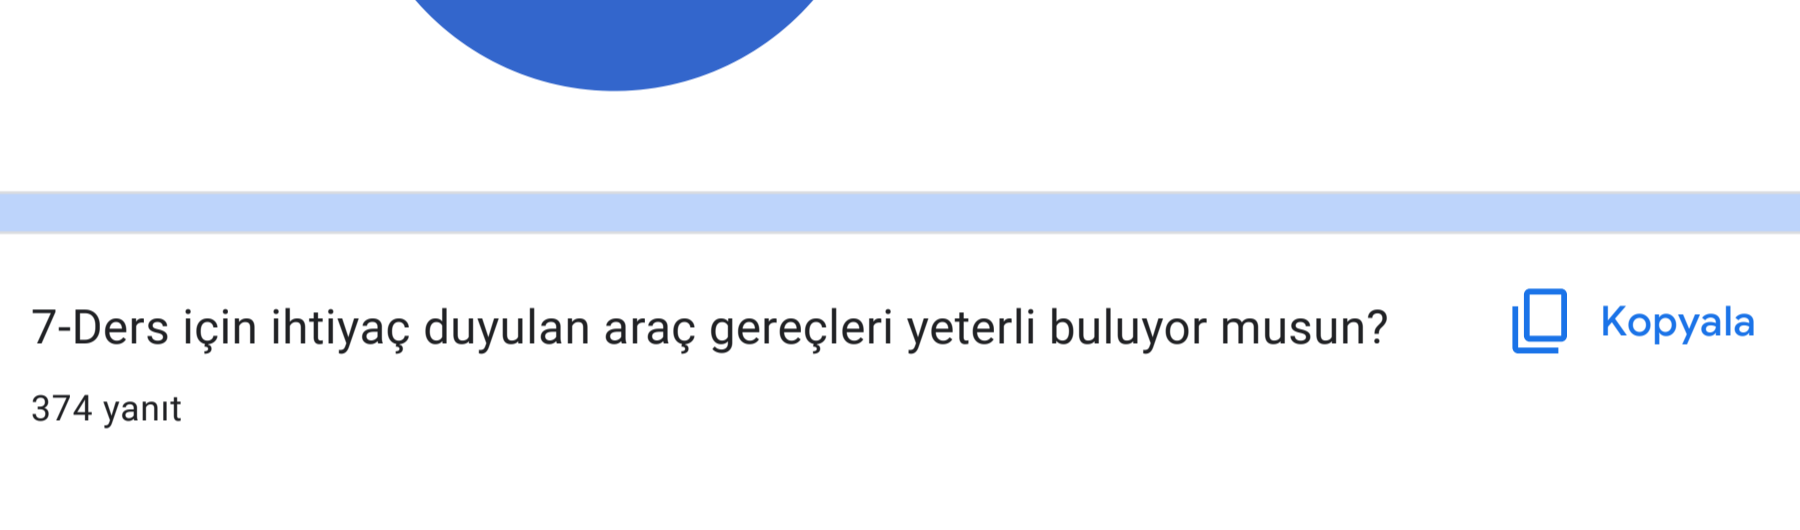 7-Ders için ihtiyaç duyulan araç gereçleri yeterli buluyor musun?
Kopyala
374 yanıt